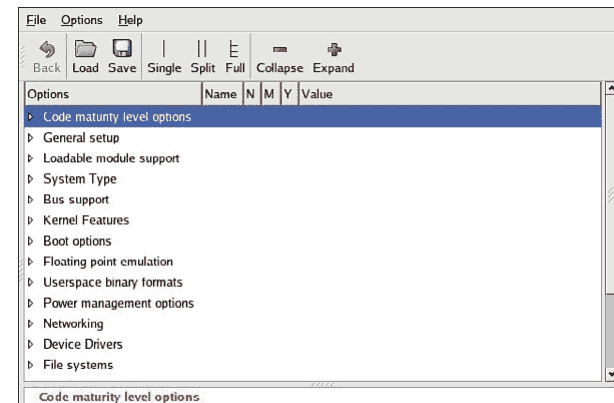 File Options Help
Back Load Save Single Split Full Collapse Expand
Options Name N M Y Value
Code maturity level options
General setup
Loadable module support
System Type
Bus support
Kernel Features
Boot options
Floating point emulation
Userspace binary formats
Power management options
Networking
Device Drivers
File systems
Code maturity level options